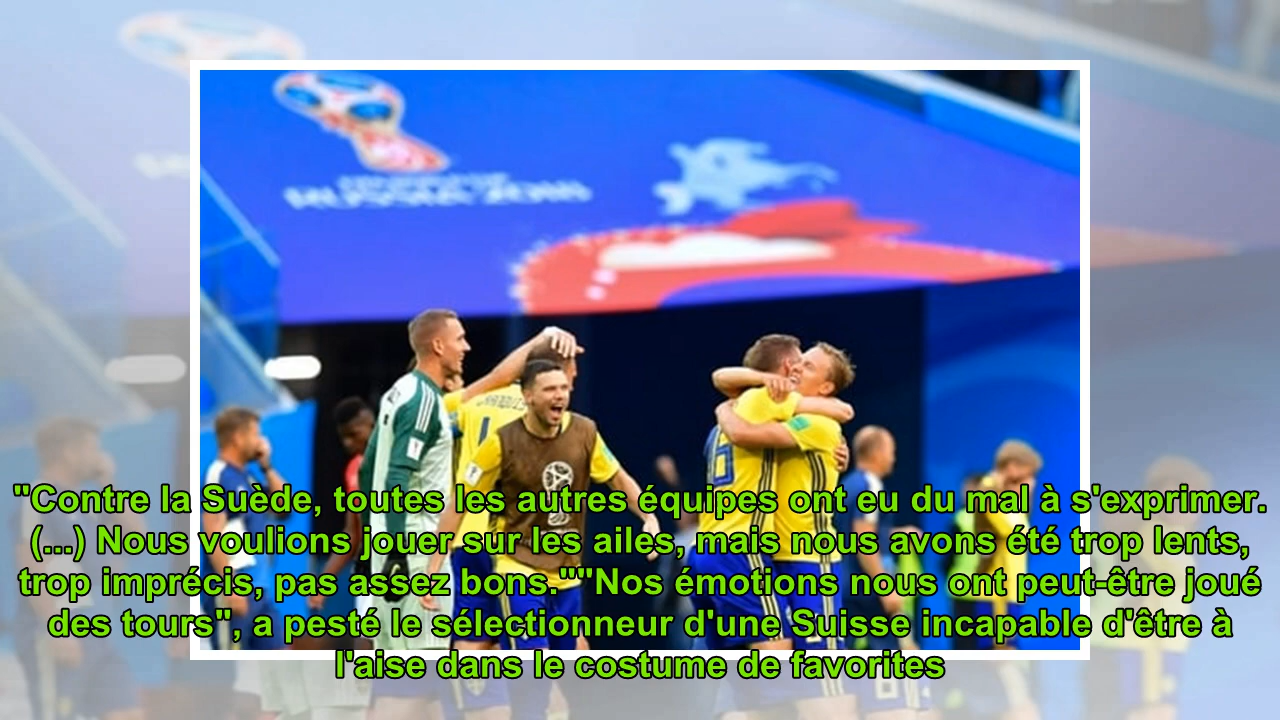 RUSSIA 2018
"Contre la Suède, toutes les autres équipes ont eu du mal à s'exprimer.
(...) Nous voulions jouer sur les ailes, mais nous avons été trop lents,
trop imprécis, pas assez bons.""Nos émotions nous ont peut-être joué
des tours", a pesté le sélectionneur d'une Suisse incapable d'être à
l'aise dans le costume de favorites